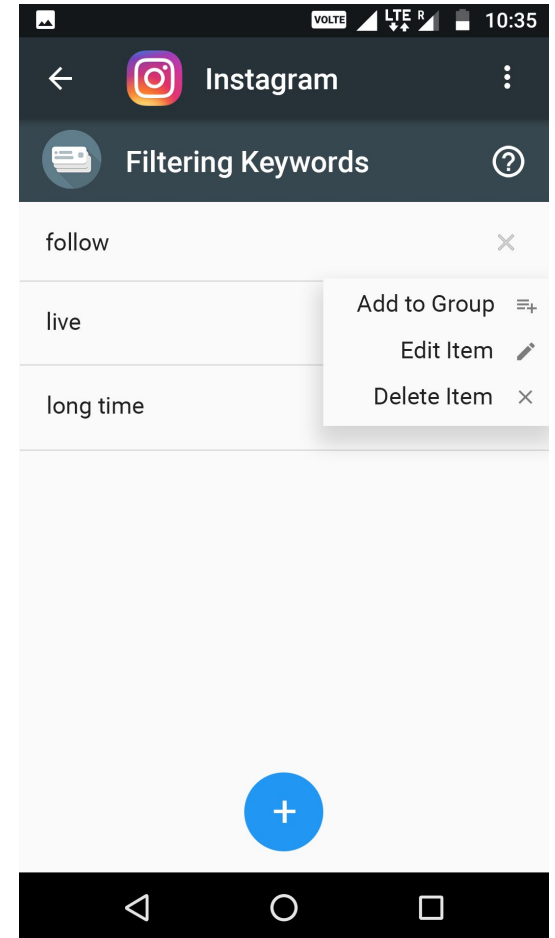 VOLTE LTE R 10:35
Instagram
Filtering Keywords
follow
Add to Group
live
Edit Item
Delete Item
long time